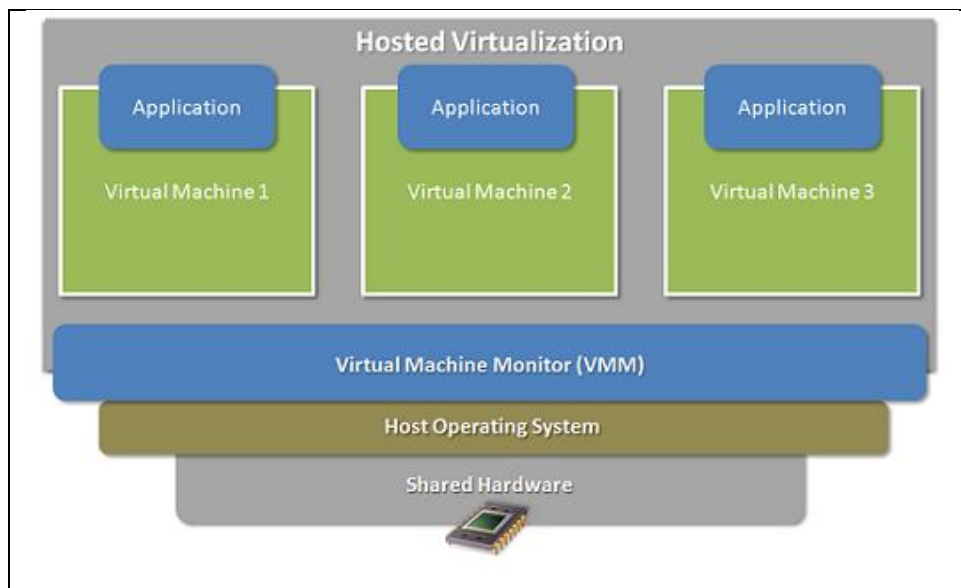 Hosted Virtualization
Application
Application
Application
Virtual Machine 1
Virtual Machine 2
Virtual Machine 3
Virtual Machine Monitor (VMM)
Host Operating System
Shared Hardware